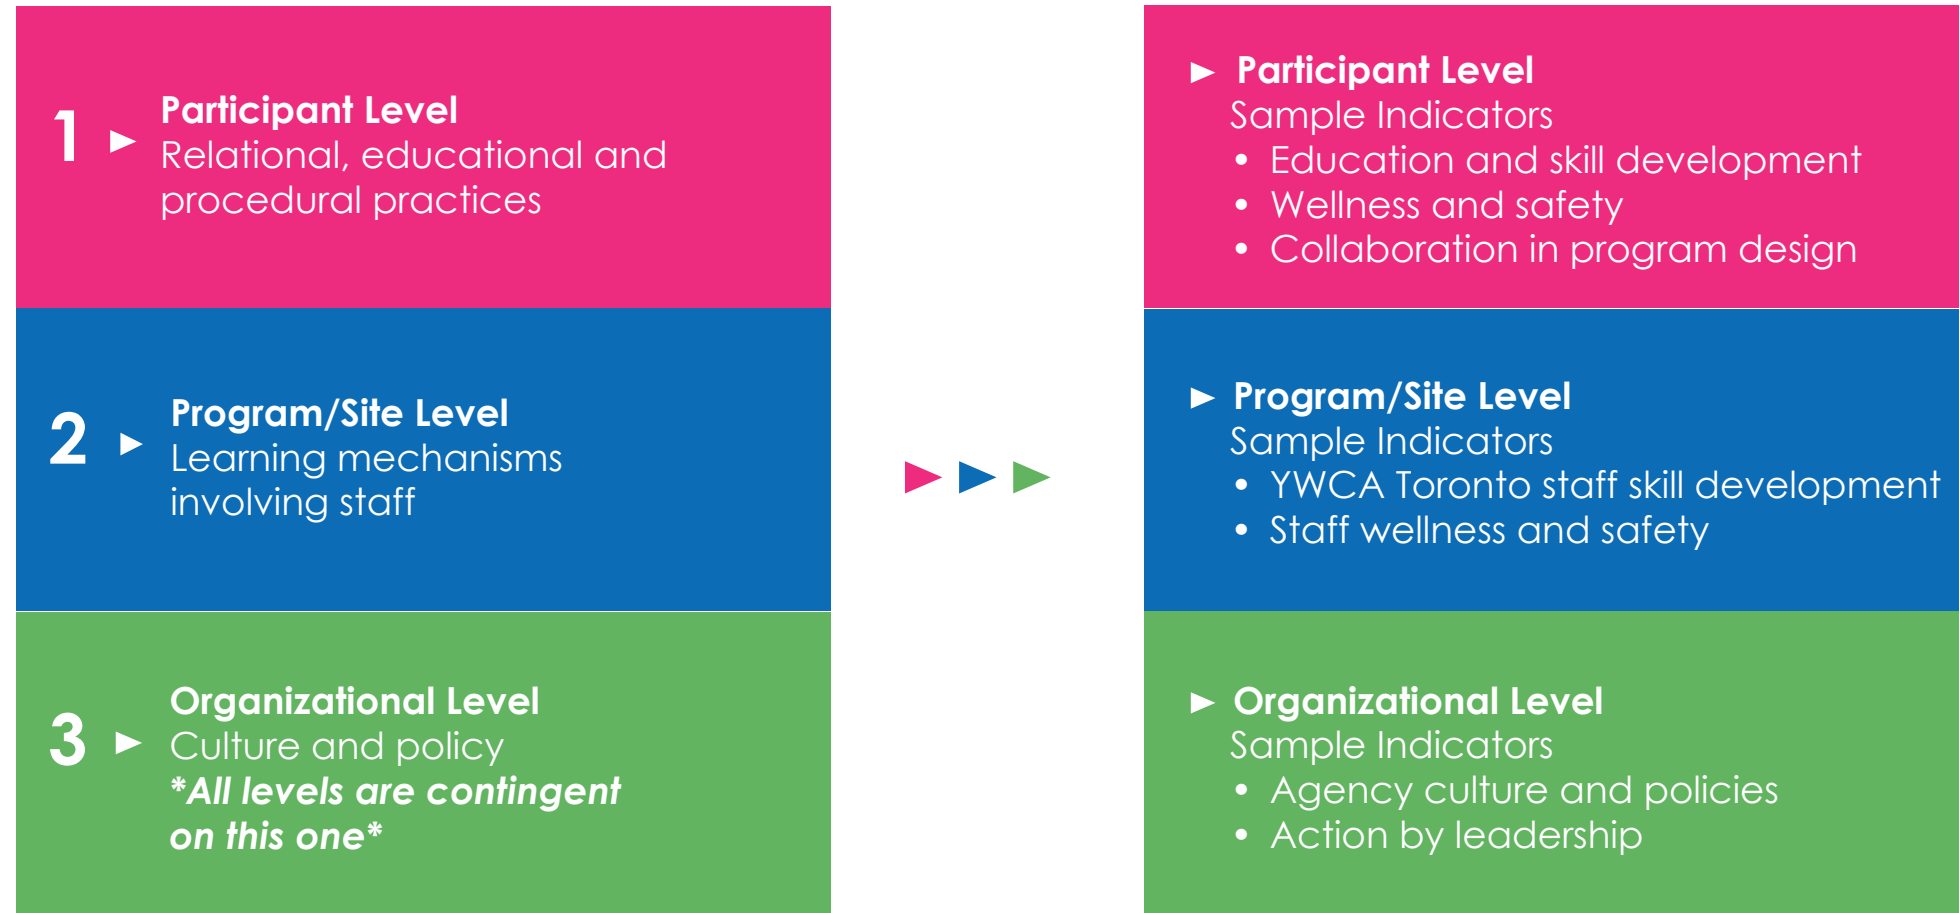 1 ► Participant Level
Relational, educational and
procedural practices
2 ► Program/Site Level
Learning mechanisms
involving staff
3 ► Organizational Level
Culture and policy
*All levels are contingent
on this one*
► Participant Level
Sample Indicators
• Education and skill development
• Wellness and safety
• Collaboration in program design
► Program/Site Level
Sample Indicators
• YWCA Toronto staff skill development
• Staff wellness and safety
► Organizational Level
Sample Indicators
• Agency culture and policies
• Action by leadership